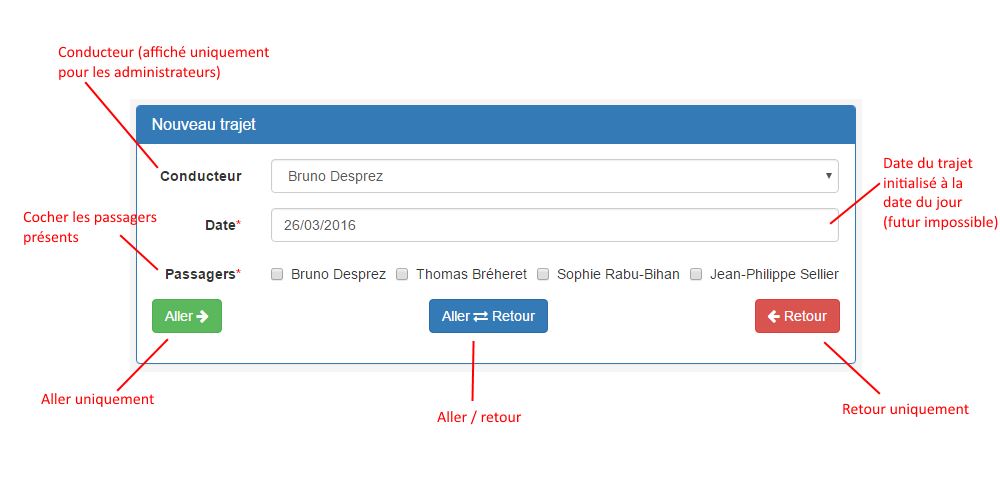 Conducteur (affiché uniquement
pour les administrateurs)
Nouveau trajet
Conducteur Bruno Desprez
Date du trajet
initialisé à la
date du jour
(futur impossible)
Cocher les passagers
présents
Date* 26/03/2016
Passagers* Bruno Desprez Thomas Bréheret Sophie Rabu-Bihan Jean-Philippe Sellier
Aller Aller Retour Retour
Aller uniquement
Aller / retour
Retour uniquement